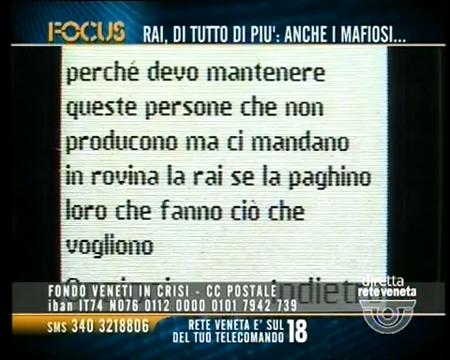 FOCUS
RAI, DI TUTTO DI PIU': ANCHE I MAFIOSI...
perché devo mantenere
queste persone che non
producono ma ci mandano
in rovina la rai se la paghino
loro che fanno ciò che
vogliono
indiet
FONDO VENETI IN CRISI - CC POSTALE
iban IT74 N076 0112 0000 0101 7942 739
diretta
reteveneta
SMS 340 3218806
RETE VENETA E' SUL 18
DEL TUO TELECOMANDO